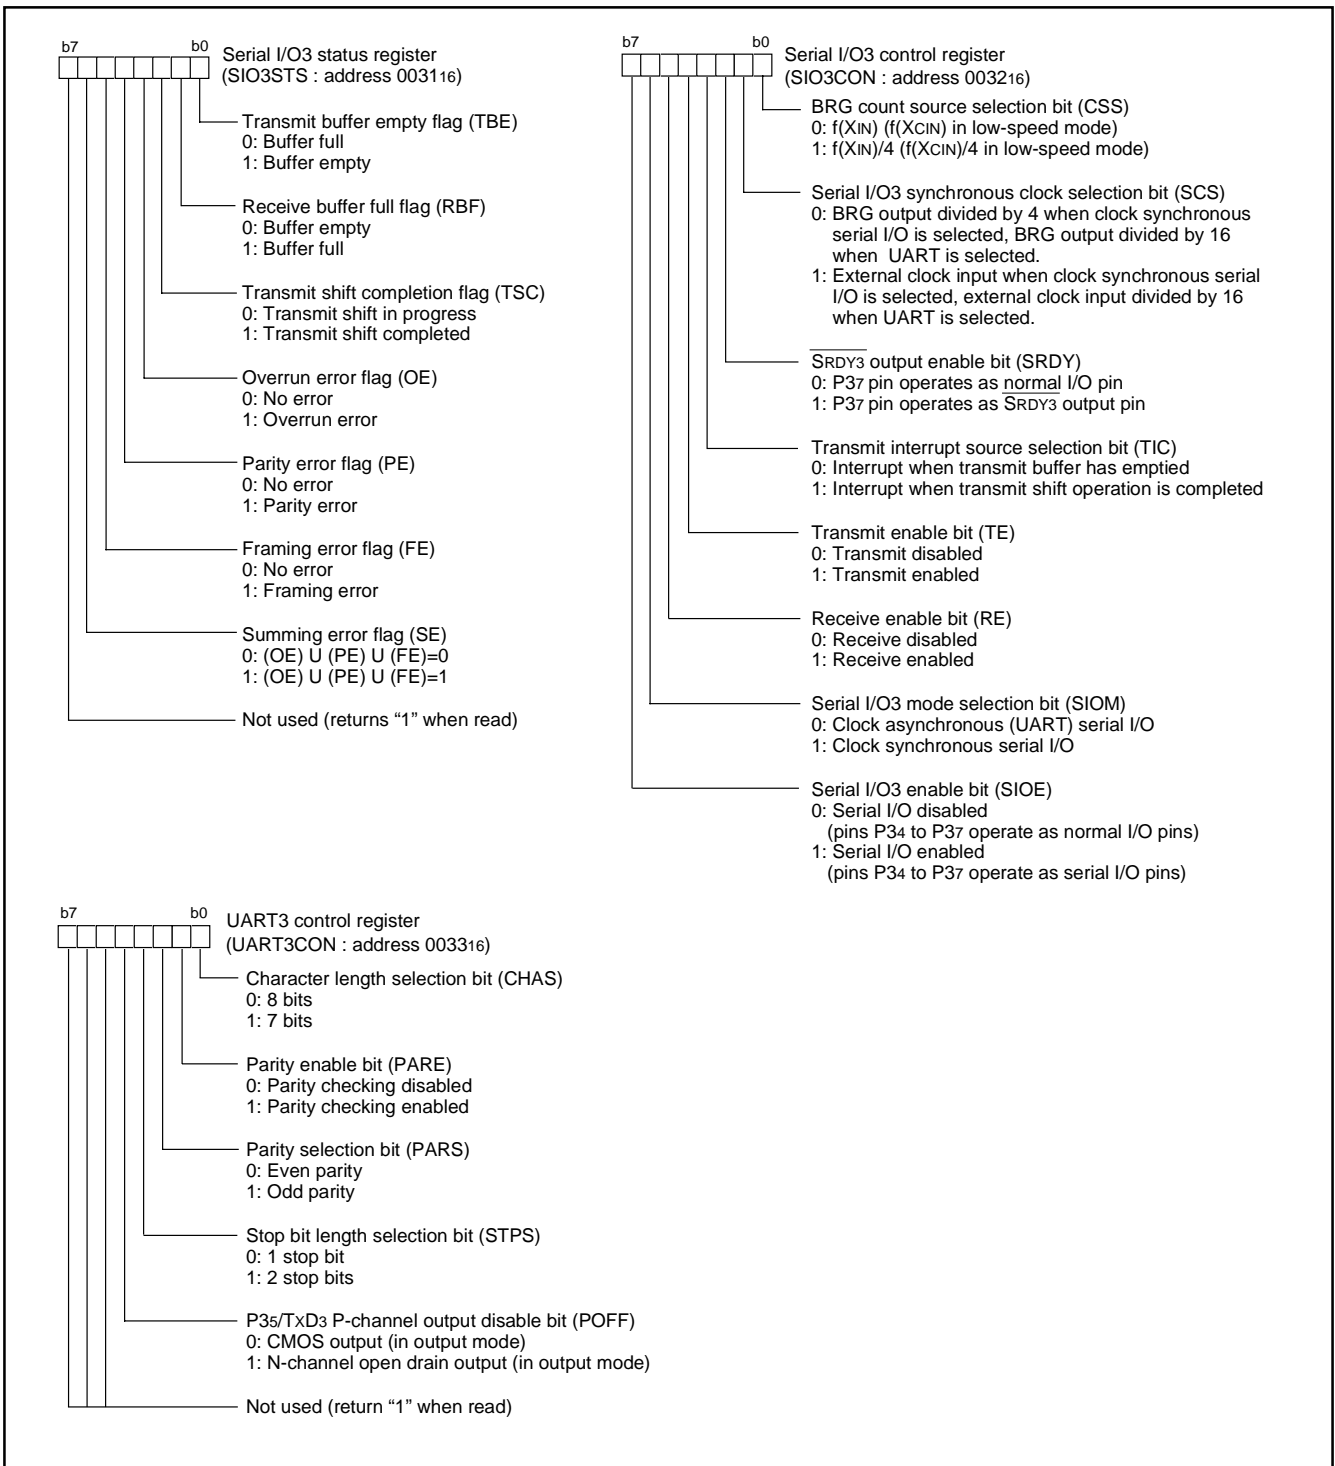 b7 b0
Serial I/O3 status register
(SIO3STS : address 003116)
Transmit buffer empty flag (TBE)
0: Buffer full
1: Buffer empty
Receive buffer full flag (RBF)
0: Buffer empty
1: Buffer full
Transmit shift completion flag (TSC)
0: Transmit shift in progress
1: Transmit shift completed
Overrun error flag (OE)
0: No error
1: Overrun error
Parity error flag (PE)
0: No error
1: Parity error
Framing error flag (FE)
0: No error
1: Framing error
Summing error flag (SE)
0: (OE) U (PE) U (FE)=0
1: (OE) U (PE) U (FE)=1
Not used (returns “1” when read)
b7 b0
Serial I/O3 control register
(SIO3CON : address 003216)
BRG count source selection bit (CSS)
0: f(XIN) (f(XCIN) in low-speed mode)
1: f(XIN)/4 (f(XCIN)/4 in low-speed mode)
Serial I/O3 synchronous clock selection bit (SCS)
0: BRG output divided by 4 when clock synchronous
serial I/O is selected, BRG output divided by 16
when UART is selected.
1: External clock input when clock synchronous serial
I/O is selected, external clock input divided by 16
when UART is selected.
SRDY3 output enable bit (SRDY)
0: P37 pin operates as normal I/O pin
1: P37 pin operates as SRDY3 output pin
Transmit interrupt source selection bit (TIC)
0: Interrupt when transmit buffer has emptied
1: Interrupt when transmit shift operation is completed
Transmit enable bit (TE)
0: Transmit disabled
1: Transmit enabled
Receive enable bit (RE)
0: Receive disabled
1: Receive enabled
Serial I/O3 mode selection bit (SIOM)
0: Clock asynchronous (UART) serial I/O
1: Clock synchronous serial I/O
Serial I/O3 enable bit (SIOE)
0: Serial I/O disabled
(pins P34 to P37 operate as normal I/O pins)
1: Serial I/O enabled
(pins P34 to P37 operate as serial I/O pins)
b7 b0
UART3 control register
(UART3CON : address 003316)
Character length selection bit (CHAS)
0: 8 bits
1: 7 bits
Parity enable bit (PARE)
0: Parity checking disabled
1: Parity checking enabled
Parity selection bit (PARS)
0: Even parity
1: Odd parity
Stop bit length selection bit (STPS)
0: 1 stop bit
1: 2 stop bits
P35/TXD3 P-channel output disable bit (POFF)
0: CMOS output (in output mode)
1: N-channel open drain output (in output mode)
Not used (return “1” when read)